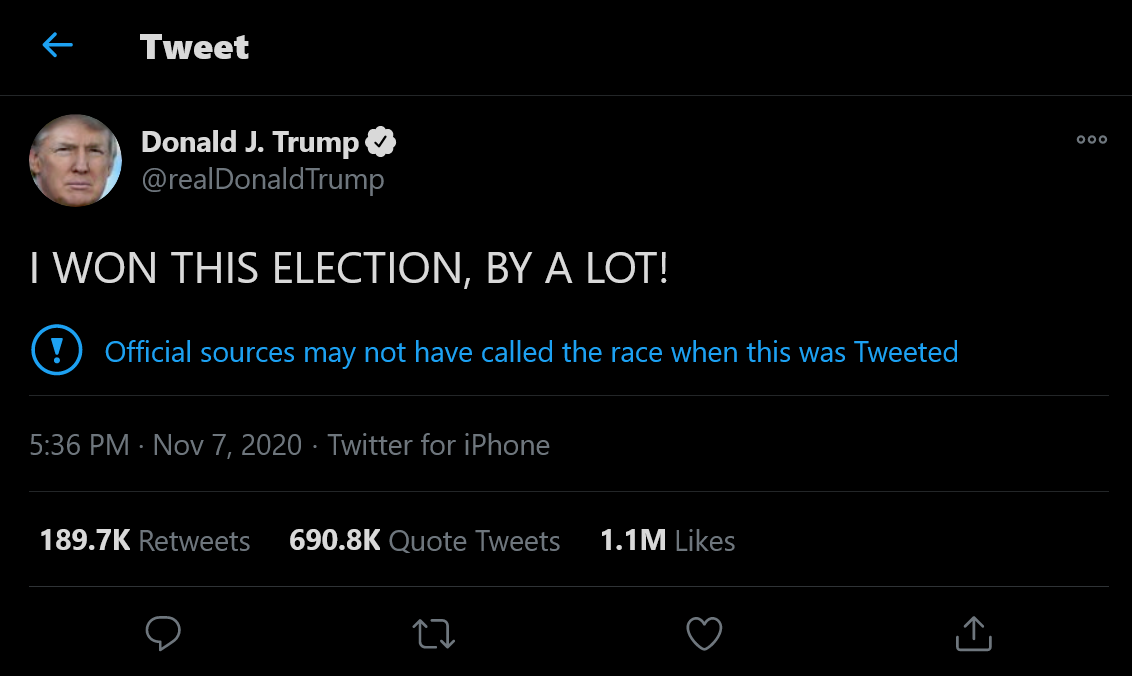 Tweet
Donald J. Trump
@realDonaldTrump
I WON THIS ELECTION, BY A LOT!
Official sources may not have called the race when this was Tweeted
5:36 PM · Nov 7, 2020 · Twitter for iPhone
189.7K Retweets 690.8K Quote Tweets 1.1M Likes